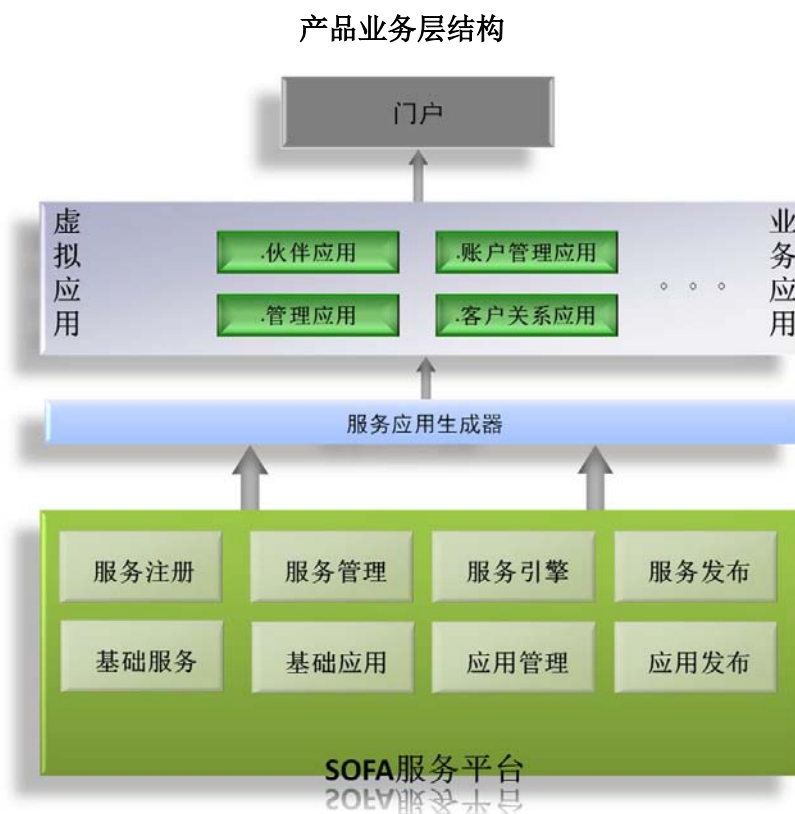 产品业务层结构
门户
虚拟应用
业务应用
.伙伴应用
.账户管理应用
.管理应用
.客户关系应用
。。。
服务应用生成器
服务注册
服务管理
服务引擎
服务发布
基础服务
基础应用
应用管理
应用发布
SOFA服务平台